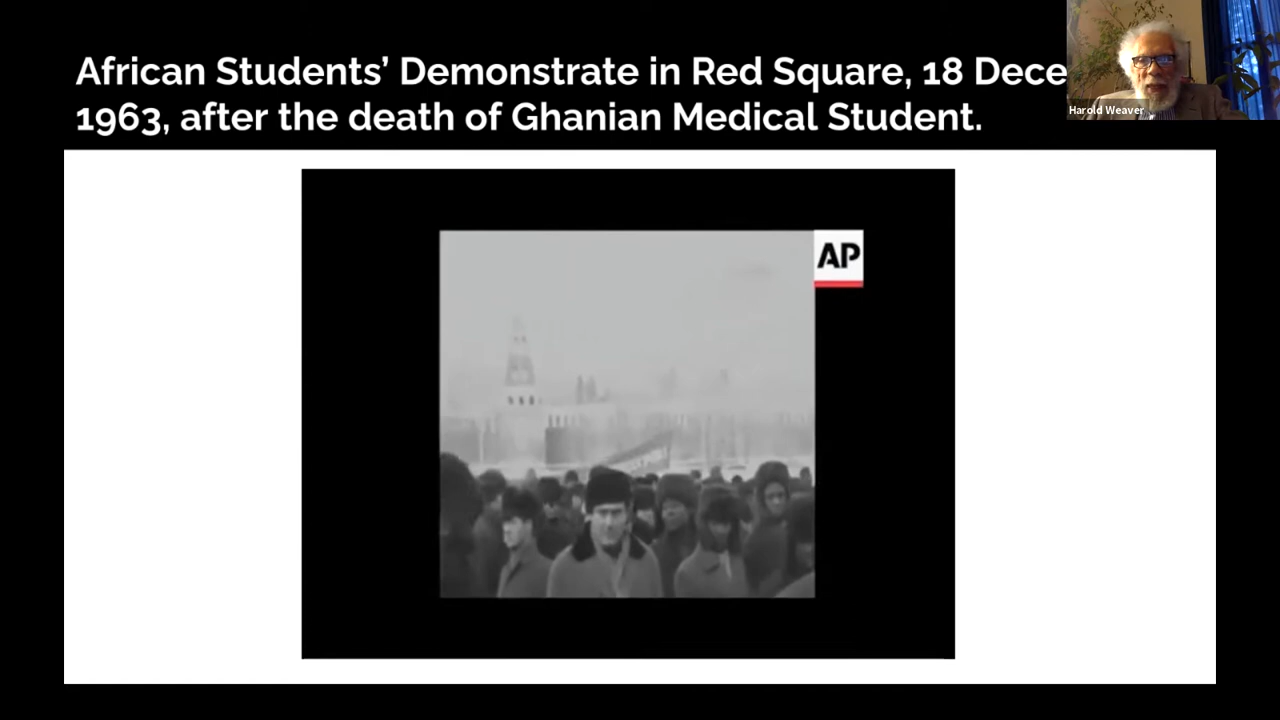 African Students’ Demonstrate in Red Square, 18 Dece
1963, after the death of Ghanian Medical Student.
Harold Weaver
AP